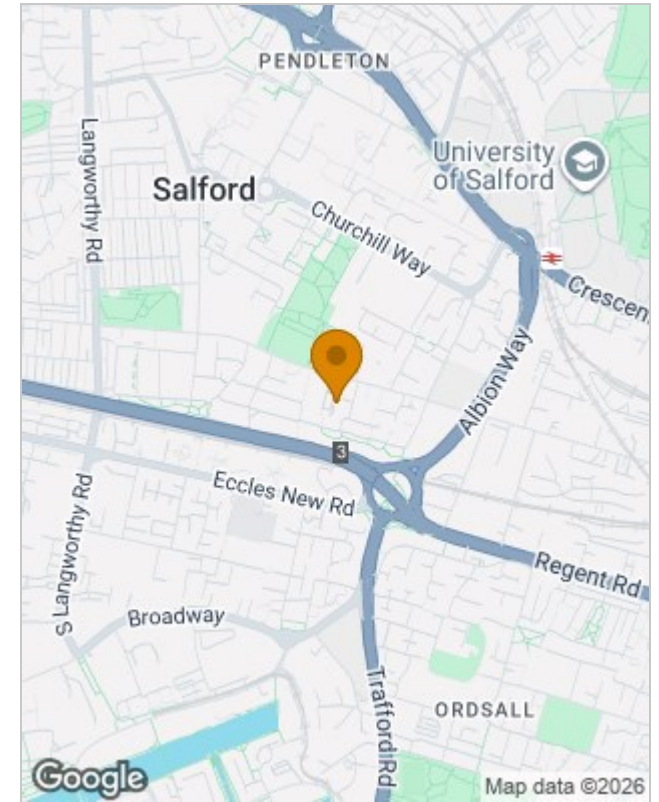 PENDLETON
Langworthy Rd
University
of Salford
Salford
Churchill Way
Crescen
Albion Way
3
Eccles New Rd
S Langworthy Rd
Regent Rd
Broadway
Trafford Rd
ORDSALL
Google
Map data ©2026